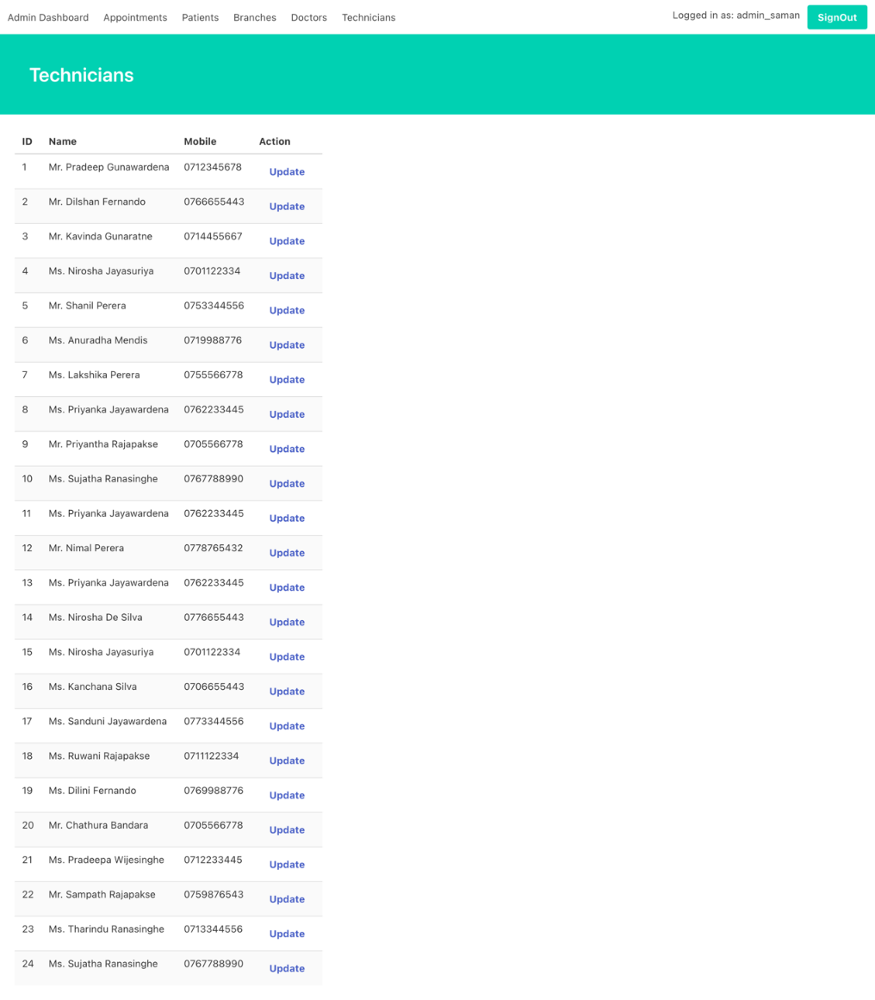 Admin Dashboard Appointments Patients Branches Doctors Technicians Logged in as: admin_saman SignOut
Technicians
ID Name Mobile Action
1 Mr. Pradeep Gunawardena 0712345678 Update
2 Mr. Dilshan Fernando 0766655443 Update
3 Mr. Kavinda Gunaratne 0714455667 Update
4 Ms. Nirosha Jayasuriya 0701122334 Update
5 Mr. Shanil Perera 0753344556 Update
6 Ms. Anuradha Mendis 0719988776 Update
7 Ms. Lakshika Perera 0755566778 Update
8 Ms. Priyanka Jayawardena 0762233445 Update
9 Mr. Priyantha Rajapakse 0705566778 Update
10 Ms. Sujatha Ranasinghe 0767788990 Update
11 Ms. Priyanka Jayawardena 0762233445 Update
12 Mr. Nimal Perera 0778765432 Update
13 Ms. Priyanka Jayawardena 0762233445 Update
14 Ms. Nirosha De Silva 0776655443 Update
15 Ms. Nirosha Jayasuriya 0701122334 Update
16 Ms. Kanchana Silva 0706655443 Update
17 Ms. Sanduni Jayawardena 0773344556 Update
18 Ms. Ruwani Rajapakse 0711122334 Update
19 Ms. Dilini Fernando 0769988776 Update
20 Mr. Chathura Bandara 0705566778 Update
21 Ms. Pradeepa Wijesinghe 0712233445 Update
22 Mr. Sampath Rajapakse 0759876543 Update
23 Ms. Tharindu Ranasinghe 0713344556 Update
24 Ms. Sujatha Ranasinghe 0767788990 Update